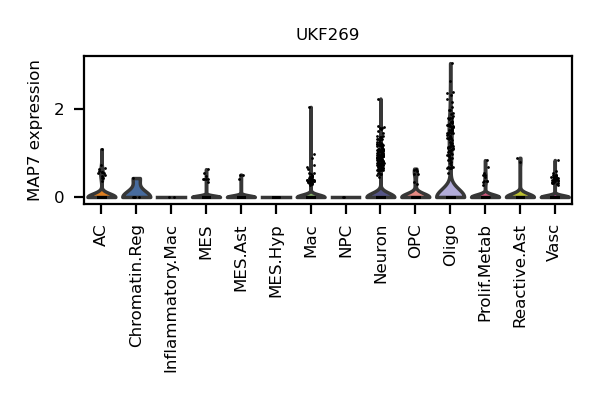 UKF269
MAP7 expression
2
0
AC
Chromatin.Reg
Inflammatory.Mac
MES
MES.Ast
MES.Hyp
Mac
NPC
Neuron
OPC
Oligo
Prolif.Metab
Reactive.Ast
Vasc